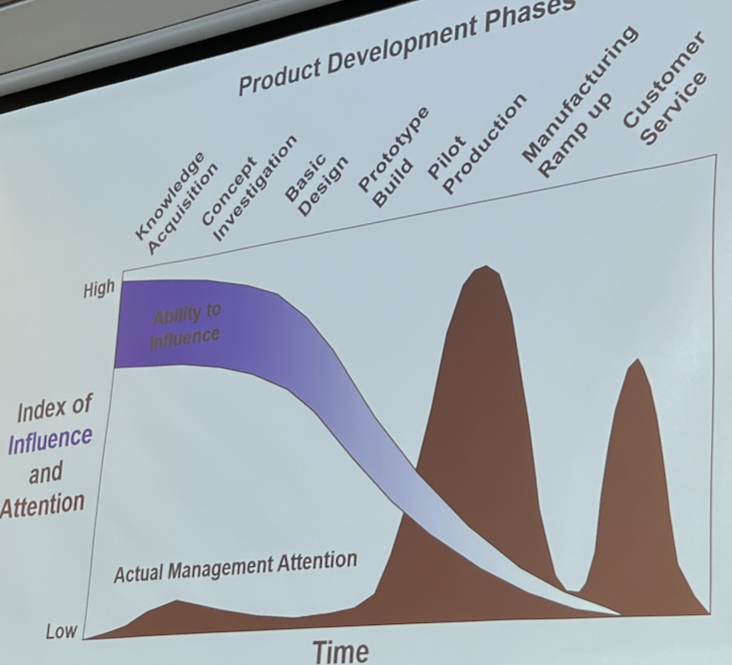 Product Development Phases
Knowledge
Acquisition
Concept
Investigation
Basic
Design
Prototype
Build
Pilot
Production
Manufacturing
Ramp up
Customer
Service
High
Ability to
Influence
Index of
Influence
and
Attention
Actual Management Attention
Low
Time